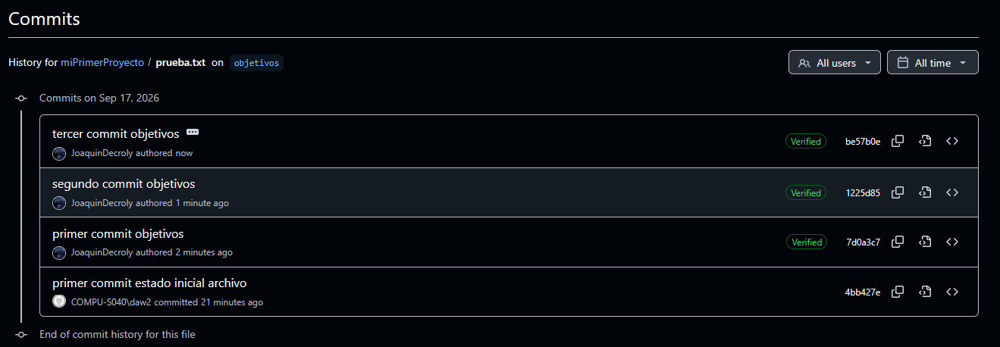 Commits
History for miPrimerProyecto / prueba.txt on objetivos
All users
All time
Commits on Sep 17, 2026
tercer commit objetivos
JoaquinDecroly authored now
Verified
be57b0e
segundo commit objetivos
JoaquinDecroly authored 1 minute ago
Verified
1225d85
primer commit objetivos
JoaquinDecroly authored 2 minutes ago
Verified
7d0a3c7
primer commit estado inicial archivo
COMPU-S040\daw2 committed 21 minutes ago
4bb427e
End of commit history for this file